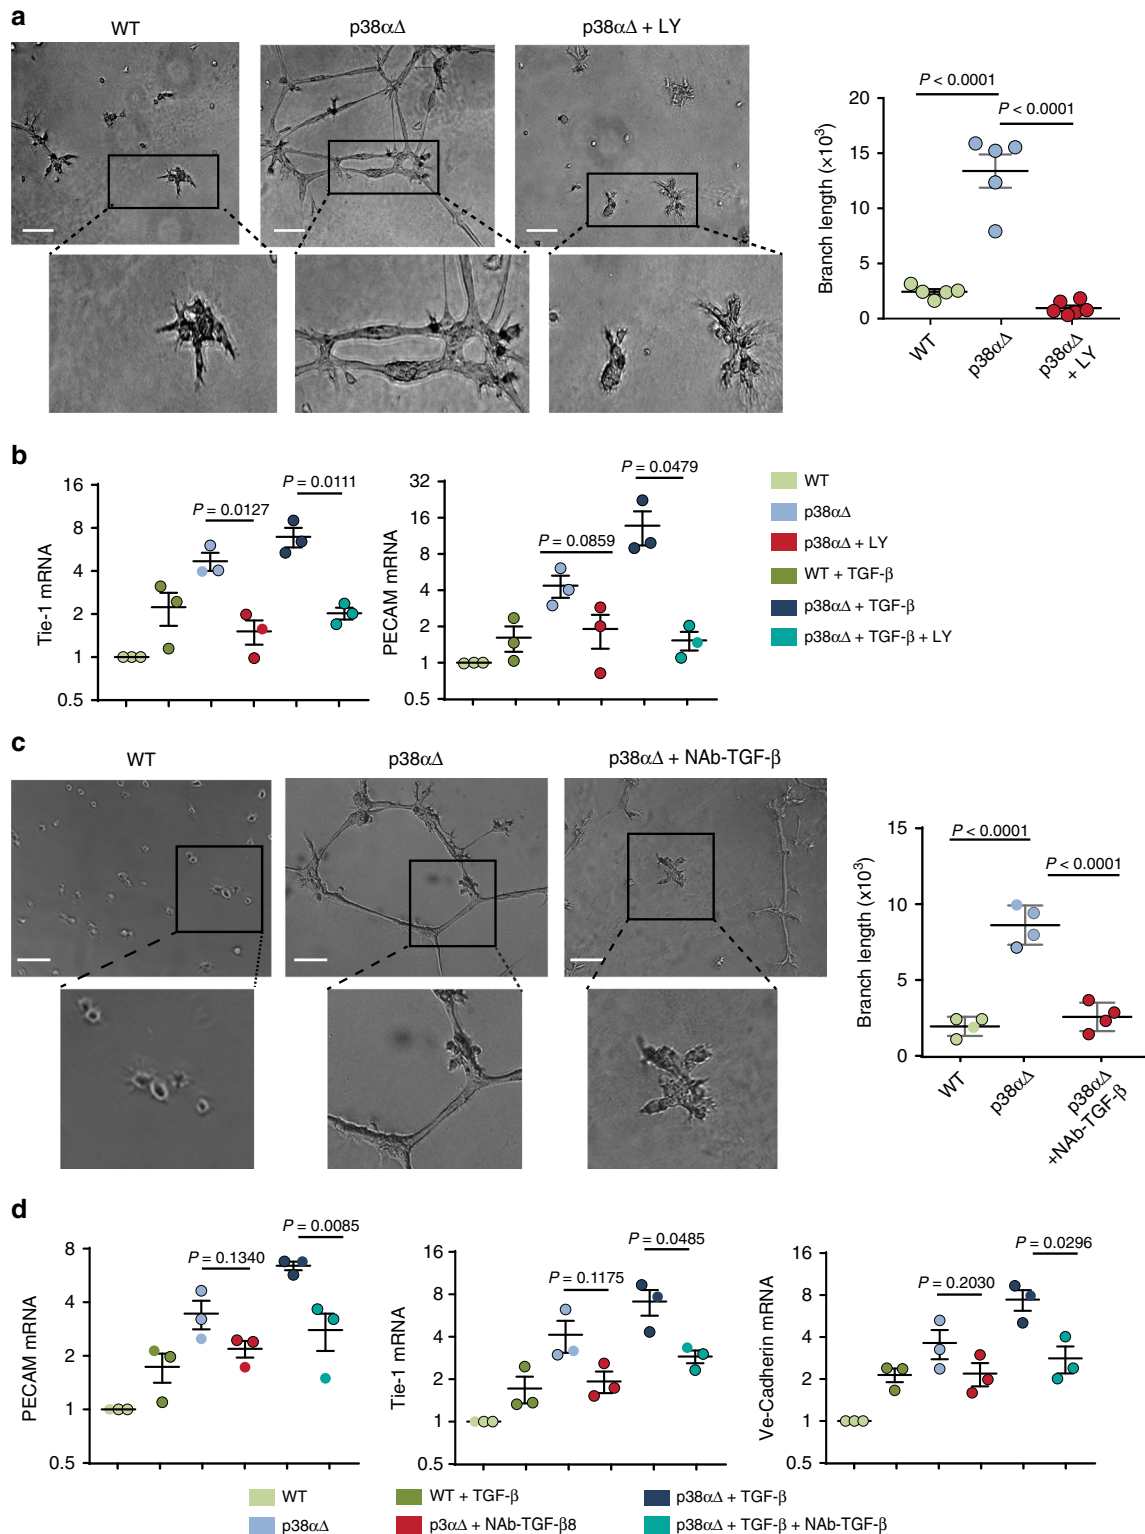 a
WT
p38αΔ
p38αΔ + LY
P < 0.0001
P < 0.0001
20
15
10
5
0
Branch length (×10³)
WT
p38αΔ
p38αΔ
+ LY
b
P = 0.0127
P = 0.0111
16
8
4
2
1
0.5
Tie-1 mRNA
P = 0.0859
P = 0.0479
32
16
8
4
2
1
0.5
PECAM mRNA
WT
p38αΔ
p38αΔ + LY
WT + TGF-β
p38αΔ + TGF-β
p38αΔ + TGF-β + LY
c
WT
p38αΔ
p38αΔ + NAb-TGF-β
P < 0.0001
P < 0.0001
15
10
5
0
Branch length (x10³)
WT
p38αΔ
p38αΔ
+NAb-TGF-β
d
P = 0.1340
P = 0.0085
8
4
2
1
0.5
PECAM mRNA
P = 0.1175
P = 0.0485
16
8
4
2
1
0.5
Tie-1 mRNA
P = 0.2030
P = 0.0296
16
8
4
2
1
0.5
Ve-Cadherin mRNA
WT
WT + TGF-β
p38αΔ + TGF-β
p38αΔ
p3αΔ + NAb-TGF-β8
p38αΔ + TGF-β + NAb-TGF-β